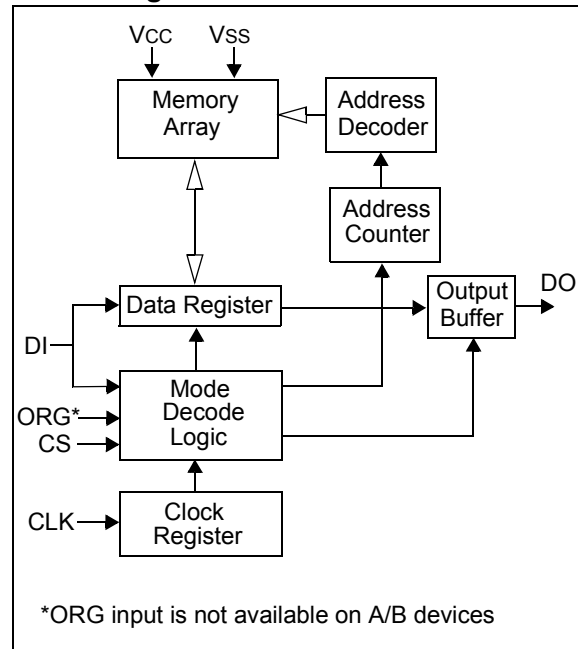 VCC VSS
Memory
Array
Address
Decoder
Address
Counter
Data Register
Output
Buffer
DO
DI
Mode
Decode
Logic
ORG*
CS
CLK
Clock
Register
*ORG input is not available on A/B devices